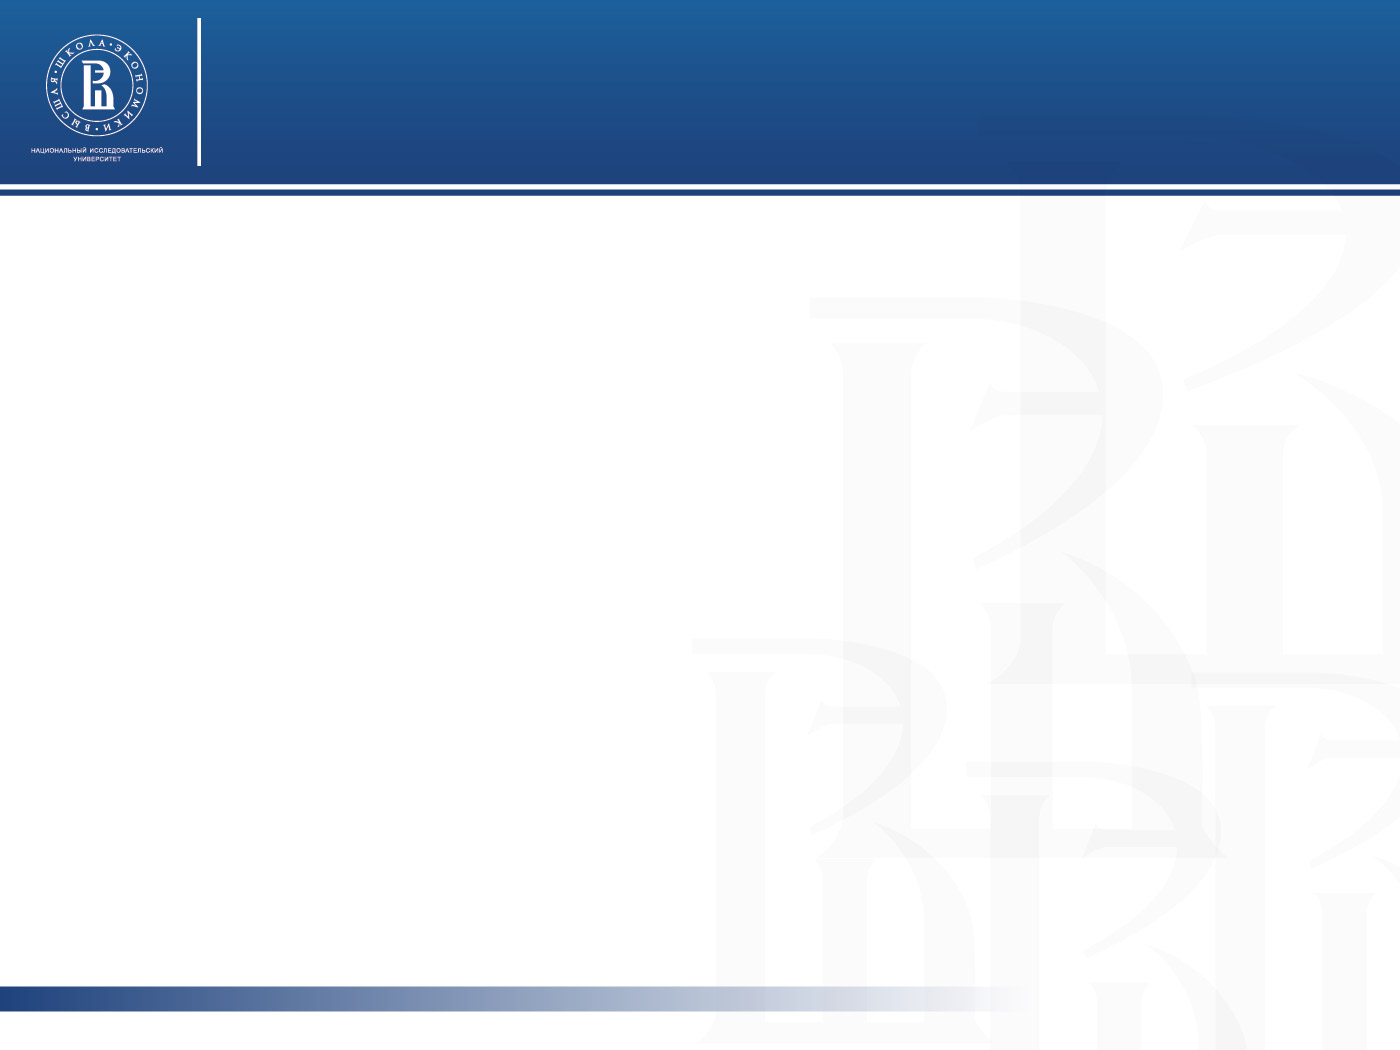 ВЫСШАЯ • ШКОЛА • ЭКОНОМИКИ •
НАЦИОНАЛЬНЫЙ ИССЛЕДОВАТЕЛЬСКИЙ
УНИВЕРСИТЕТ